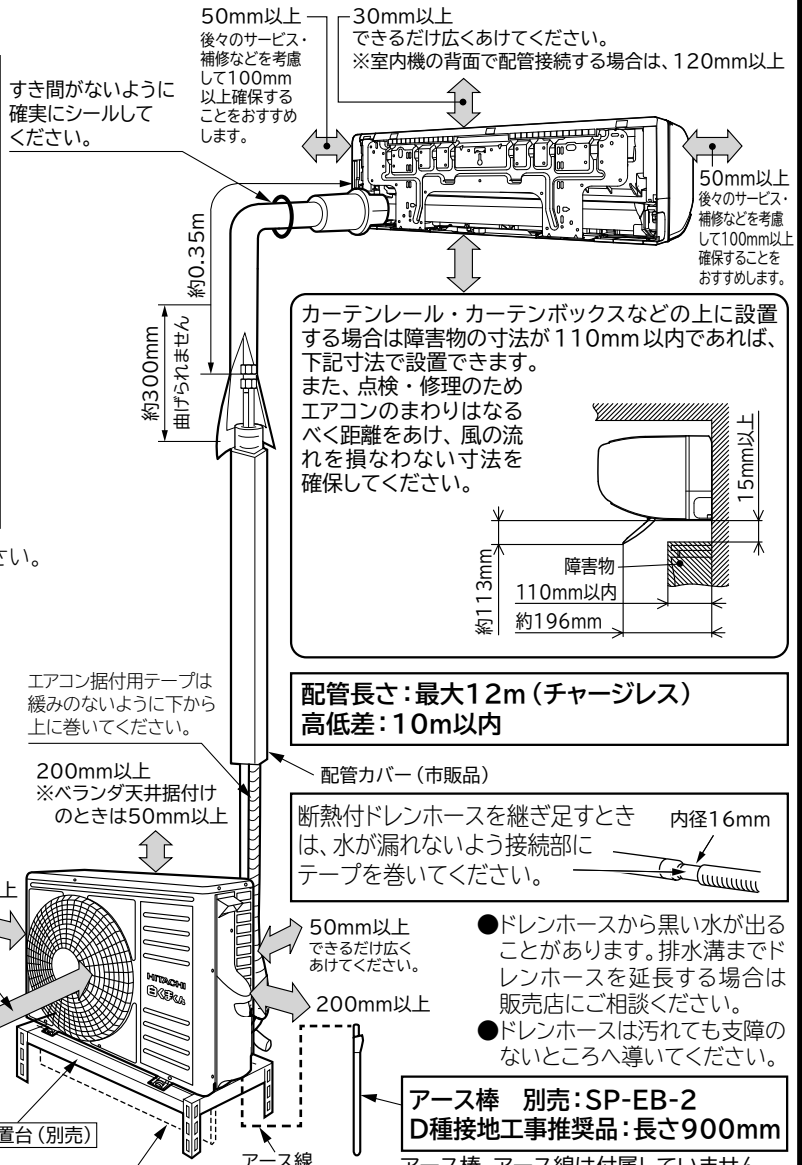 50mm以上
後々のサービス・
補修などを考慮
して100mm
以上確保する
ことをおすすめ
します。
30mm以上
できるだけ広くあけてください。
※室内機の背面で配管接続する場合は、120mm以上
すき間がないように
確実にシールして
ください。
50mm以上
後々のサービス・
補修などを考慮
して100mm以上
確保することを
おすすめします。
約0.35m
約300mm
曲げられません
カーテンレール・カーテンボックスなどの上に設置
する場合は障害物の寸法が110mm以内であれば、
下記寸法で設置できます。
また、点検・修理のため
エアコンのまわりはなる
べく距離をあけ、風の流
れを損なわない寸法を
確保してください。
15mm以上
約113mm
障害物
110mm以内
約196mm
さい。
エアコン据付用テープは
緩みのないように下から
上に巻いてください。
配管長さ:最大12m(チャージレス)
高低差:10m以内
配管カバー(市販品)
200mm以上
※ベランダ天井据付け
のときは50mm以上
断熱付ドレンホースを継ぎ足すとき
は、水が漏れないよう接続部に
テープを巻いてください。
内径16mm
上
50mm以上
できるだけ広く
あけてください。
200mm以上
HITACHI
白くまくん
●ドレンホースから黒い水が出る
ことがあります。排水溝までド
レンホースを延長する場合は
販売店にご相談ください。
●ドレンホースは汚れても支障の
ないところへ導いてください。
置台(別売)
アース線
アース棒 別売:SP-EB-2
D種接地工事推奨品:長さ900mm
アース棒、アース線は付属していません